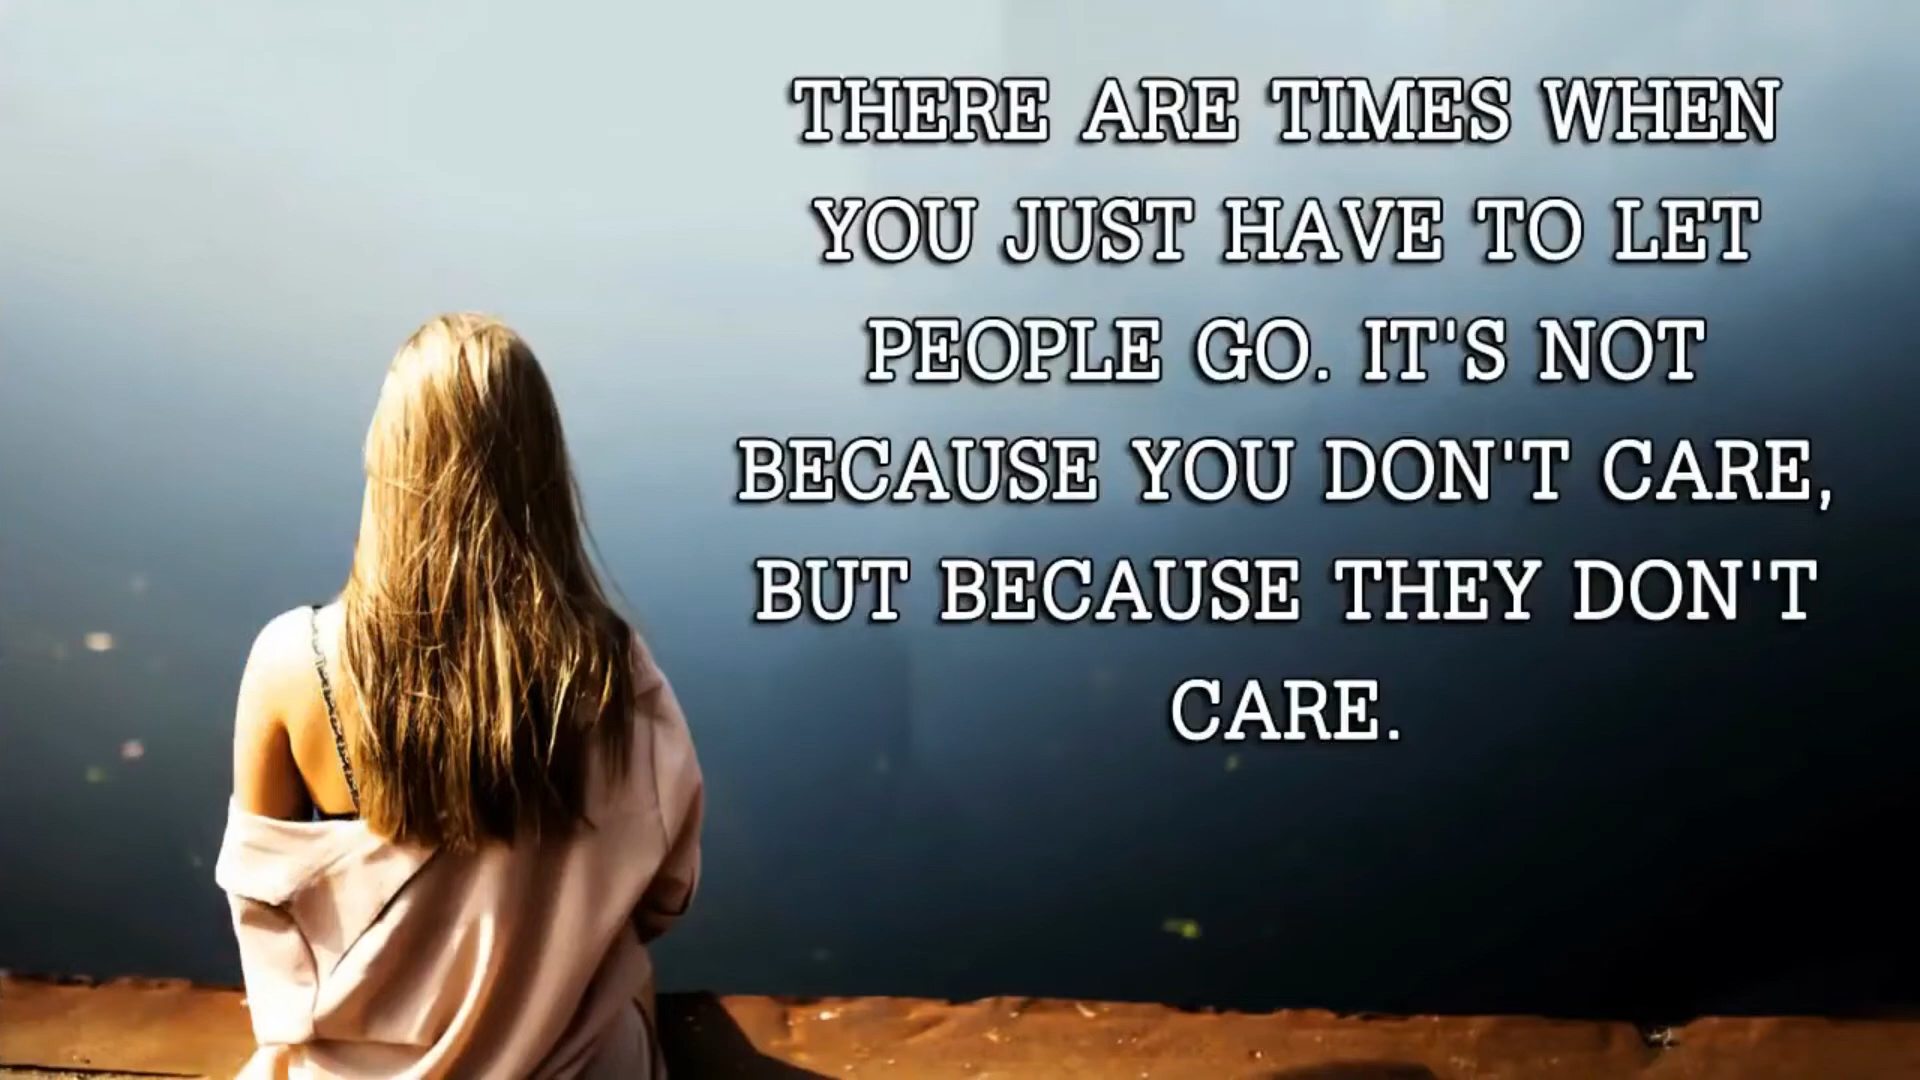 THERE ARE TIMES WHEN
YOU JUST HAVE TO LET
PEOPLE GO. IT'S NOT
BECAUSE YOU DON'T CARE,
BUT BECAUSE THEY DON'T
CARE.